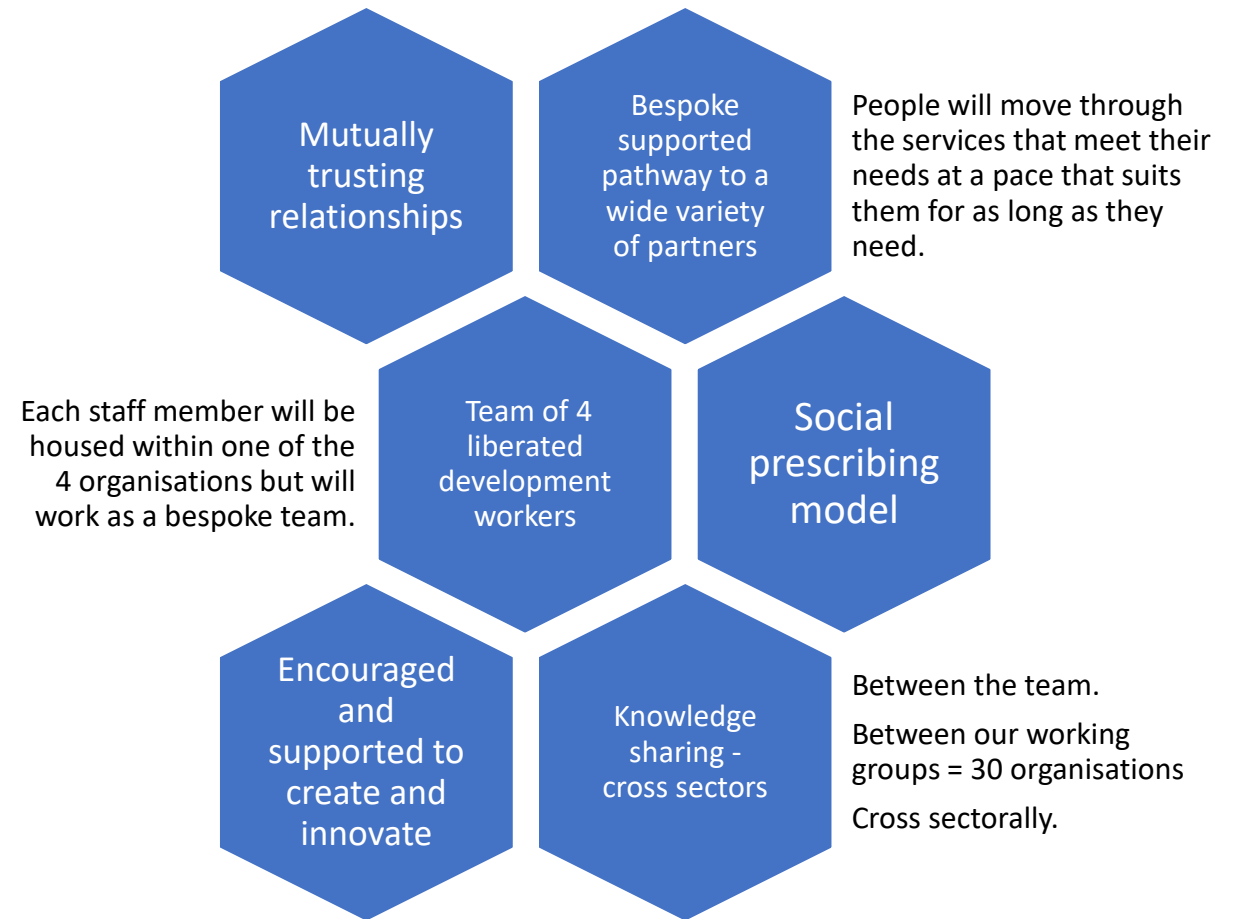 Mutually
trusting
relationships
Bespoke
supported
pathway to a
wide variety
of partners
People will move through
the services that meet their
needs at a pace that suits
them for as long as they
need.
Each staff member will be
housed within one of the
4 organisations but will
work as a bespoke team.
Team of 4
liberated
development
workers
Social
prescribing
model
Encouraged
and
supported to
create and
innovate
Knowledge
sharing -
cross sectors
Between the team.
Between our working
groups = 30 organisations
Cross sectorally.